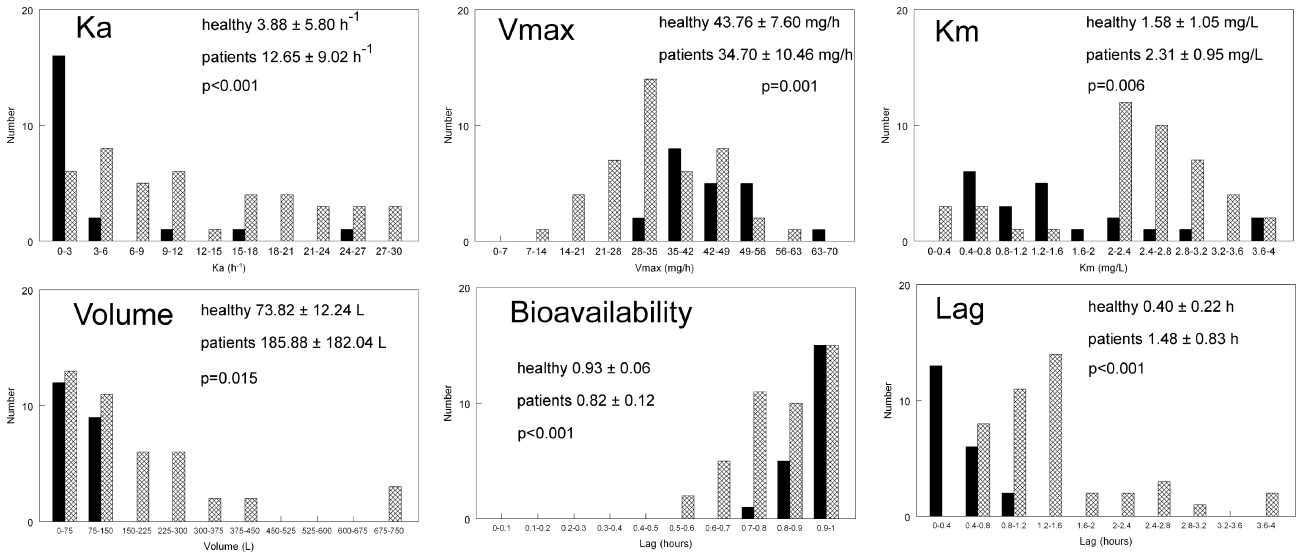 Ka
healthy 3.88 ± 5.80 h-1
patients 12.65 ± 9.02 h-1
p<0.001
20
10
0
Number
0-3 3-6 6-9 9-12 12-15 15-18 18-21 21-24 24-27 27-30
Ka (h-1)
Vmax
healthy 43.76 ± 7.60 mg/h
patients 34.70 ± 10.46 mg/h
p=0.001
20
10
0
Number
0-7 7-14 14-21 21-28 28-35 35-42 42-49 49-56 56-63 63-70
Vmax (mg/h)
Km
healthy 1.58 ± 1.05 mg/L
patients 2.31 ± 0.95 mg/L
p=0.006
20
10
0
Number
0-0.4 0.4-0.8 0.8-1.2 1.2-1.6 1.6-2 2-2.4 2.4-2.8 2.8-3.2 3.2-3.6 3.6-4
Km (mg/L)
Volume
healthy 73.82 ± 12.24 L
patients 185.88 ± 182.04 L
p=0.015
20
10
0
Number
0-75 75-150 150-225 225-300 300-375 375-450 450-525 525-600 600-675 675-750
Volume (L)
Bioavailability
healthy 0.93 ± 0.06
patients 0.82 ± 0.12
p<0.001
20
10
0
Number
0-0.1 0.1-0.2 0.2-0.3 0.3-0.4 0.4-0.5 0.5-0.6 0.6-0.7 0.7-0.8 0.8-0.9 0.9-1
Lag (hours)
Lag
healthy 0.40 ± 0.22 h
patients 1.48 ± 0.83 h
p<0.001
20
10
0
Number
0-0.4 0.4-0.8 0.8-1.2 1.2-1.6 1.6-2 2-2.4 2.4-2.8 2.8-3.2 3.2-3.6 3.6-4
Lag (hours)